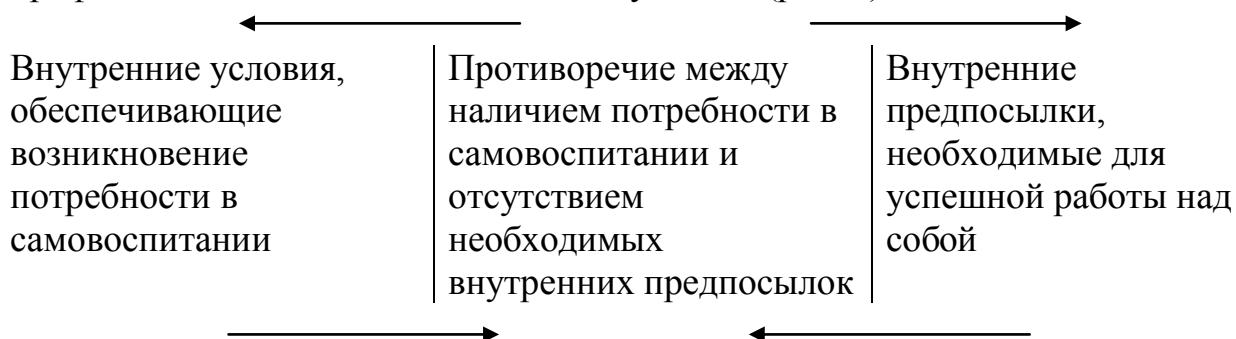 Внутренние условия,
обеспечивающие
возникновение
потребности в
самовоспитании
Противоречие между
наличием потребности в
самовоспитании и
отсутствием
необходимых
внутренних предпосылок
Внутренние
предпосылки,
необходимые для
успешной работы над
собой